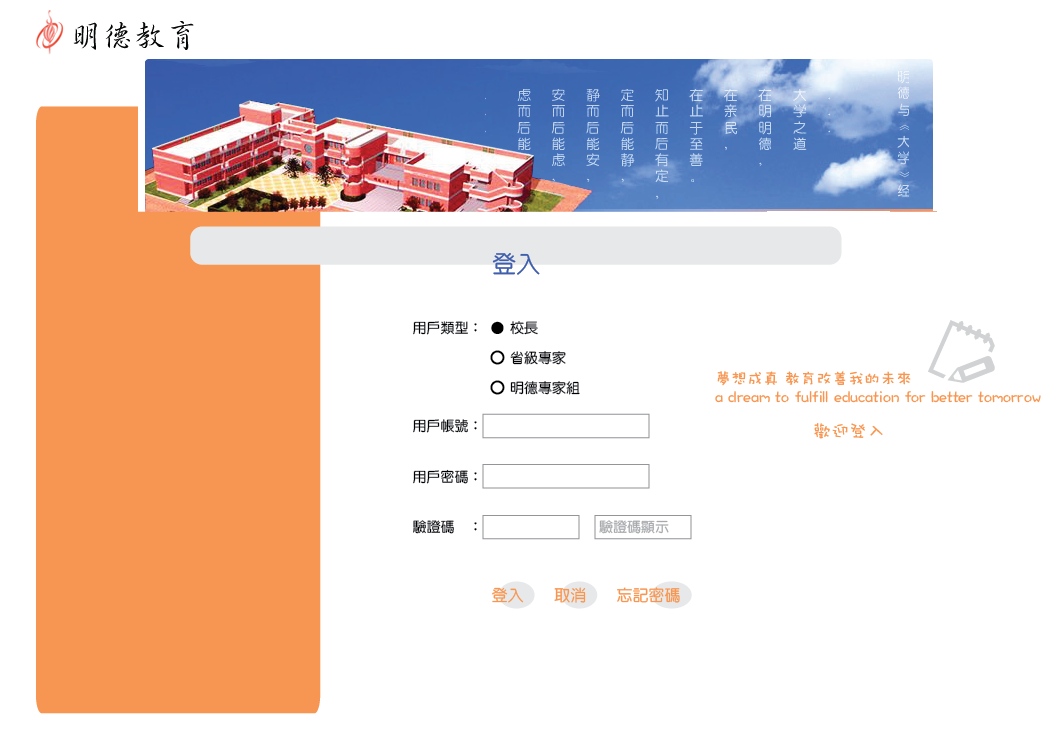 明德教育
明德与《大学》经
大学之道
在明明德，
在亲民，
在止于至善。
知止而后有定，
定而后能静，
静而后能安，
安而后能虑，
虑而后能
登入
用戶類型：
校長
省級專家
明德專家組
用戶帳號：
用戶密碼：
驗證碼 ：
驗證碼顯示
登入 取消 忘記密碼
夢想成真 教育改善我的未來
a dream to fulfill education for better tomorrow
歡迎登入